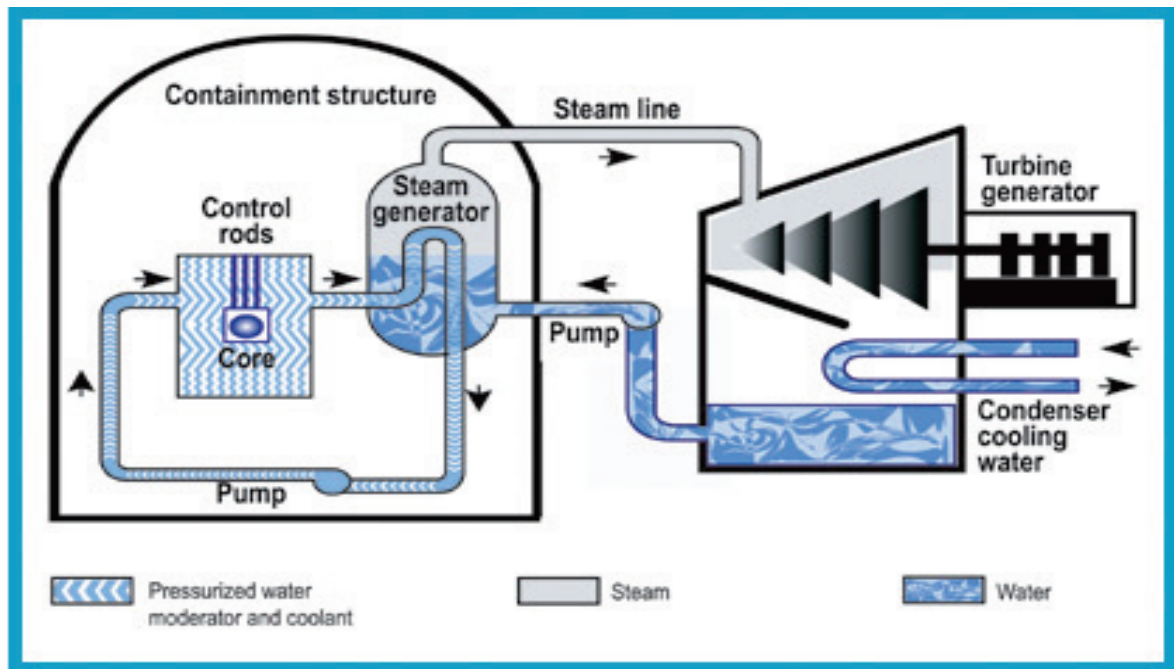 Containment structure
Steam line
Turbine
generator
Steam
generator
Control
rods
Core
Pump
Pump
Condenser
cooling
water
Pressurized water
moderator and coolant
Steam
Water